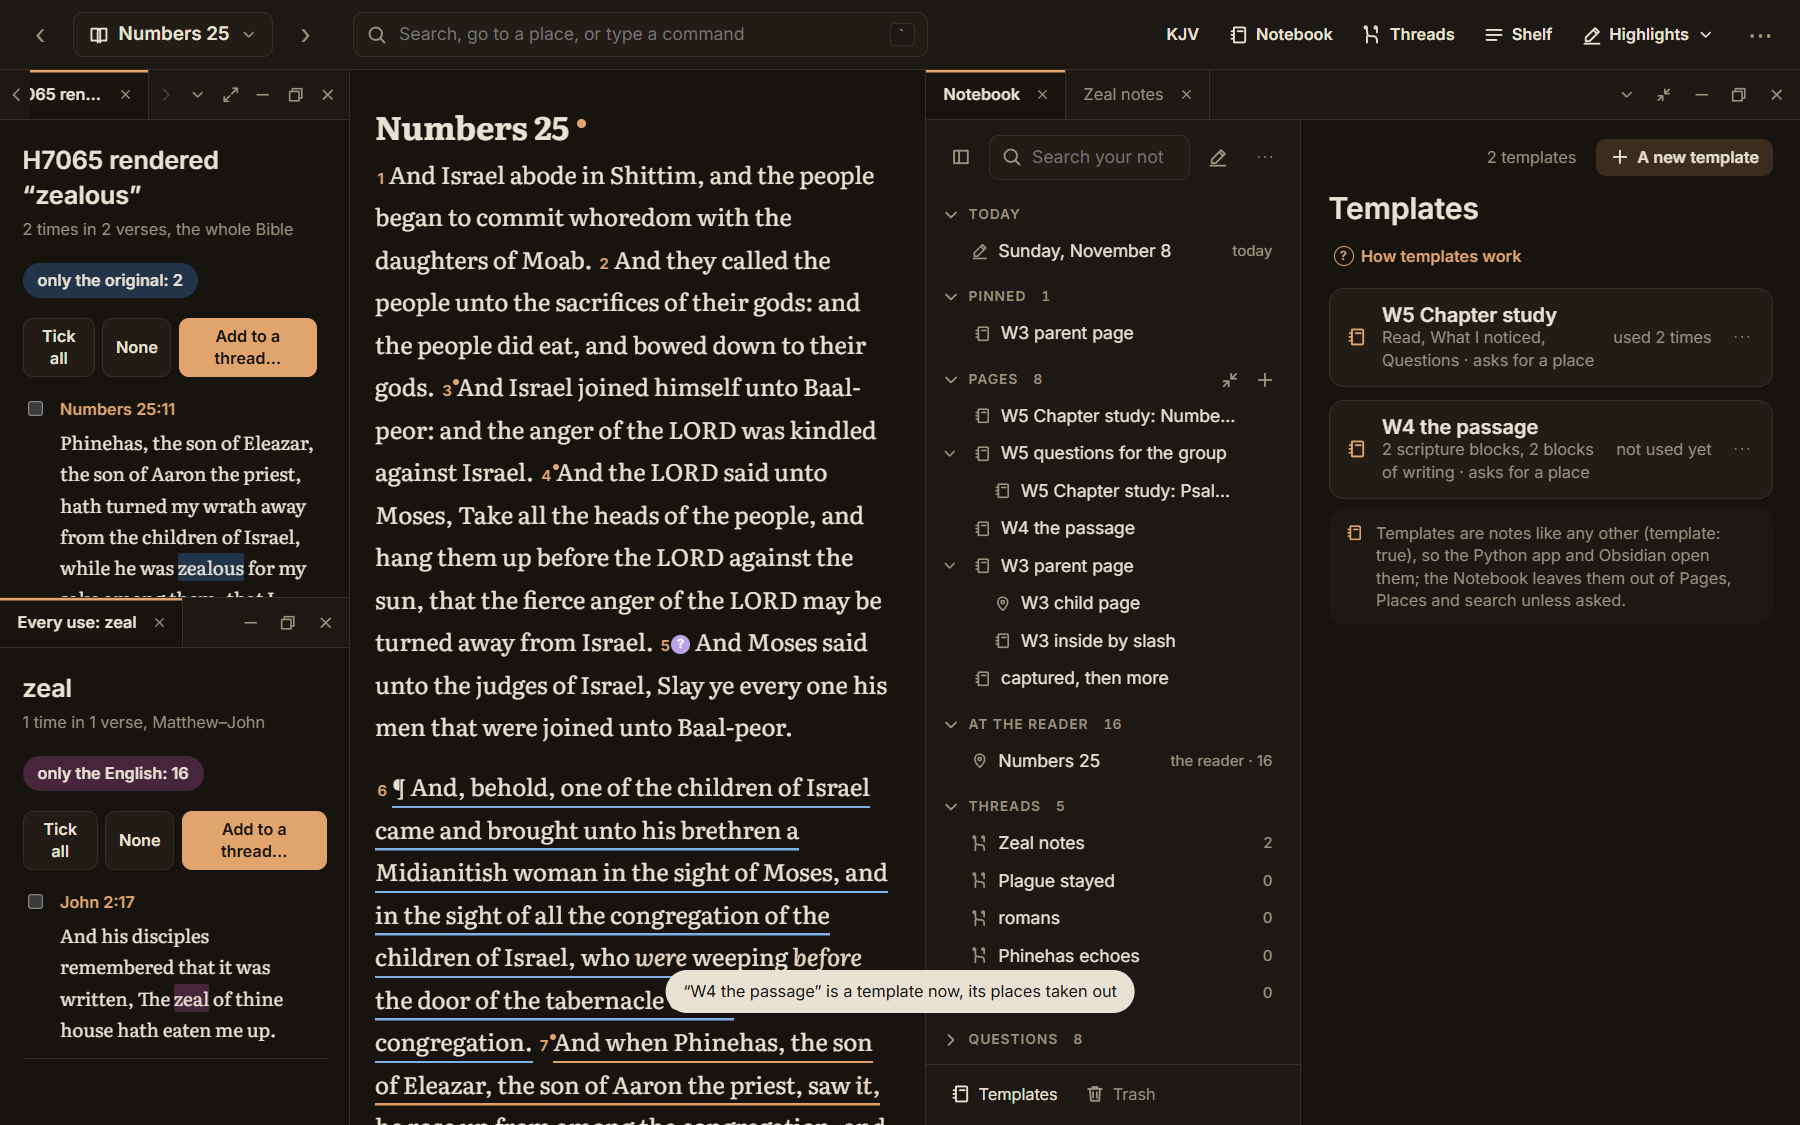 Numbers 25
Search, go to a place, or type a command
`
KJV
Notebook
Threads
Shelf
Highlights
065 ren...
H7065 rendered
“zealous”
2 times in 2 verses, the whole Bible
only the original: 2
Tick
all
None
Add to a
thread...
Numbers 25:11
Phinehas, the son of Eleazar,
the son of Aaron the priest,
hath turned my wrath away
from the children of Israel,
while he was zealous for my
Every use: zeal
zeal
1 time in 1 verse, Matthew–John
only the English: 16
Tick
all
None
Add to a
thread...
John 2:17
And his disciples
remembered that it was
written, The zeal of thine
house hath eaten me up.
Numbers 25
1 And Israel abode in Shittim, and the people
began to commit whoredom with the
daughters of Moab. 2 And they called the
people unto the sacrifices of their gods: and
the people did eat, and bowed down to their
gods. 3 And Israel joined himself unto Baal-
peor: and the anger of the LORD was kindled
against Israel. 4 And the LORD said unto
Moses, Take all the heads of the people, and
hang them up before the LORD against the
sun, that the fierce anger of the LORD may be
turned away from Israel. 5 ? And Moses said
unto the judges of Israel, Slay ye every one his
men that were joined unto Baal-peor.
6 ¶ And, behold, one of the children of Israel
came and brought unto his brethren a
Midianitish woman in the sight of Moses, and
in the sight of all the congregation of the
children of Israel, who were weeping before
the door of the tabernacle
congregation. 7 And when Phinehas, the son
of Eleazar, the son of Aaron the priest, saw it,
he rose up from among the congregation, and
“W4 the passage” is a template now, its places taken out
Notebook
Zeal notes
Search your not
TODAY
Sunday, November 8 today
PINNED 1
W3 parent page
PAGES 8
W5 Chapter study: Numbe...
W5 questions for the group
W5 Chapter study: Psal...
W4 the passage
W3 parent page
W3 child page
W3 inside by slash
captured, then more
AT THE READER 16
Numbers 25 the reader · 16
THREADS 5
Zeal notes 2
Plague stayed 0
romans 0
Phinehas echoes 0
0
QUESTIONS 8
Templates
Trash
2 templates
A new template
Templates
? How templates work
W5 Chapter study
Read, What I noticed,
Questions · asks for a place
used 2 times
W4 the passage
2 scripture blocks, 2 blocks
of writing · asks for a place
not used yet
Templates are notes like any other (template:
true), so the Python app and Obsidian open
them; the Notebook leaves them out of Pages,
Places and search unless asked.